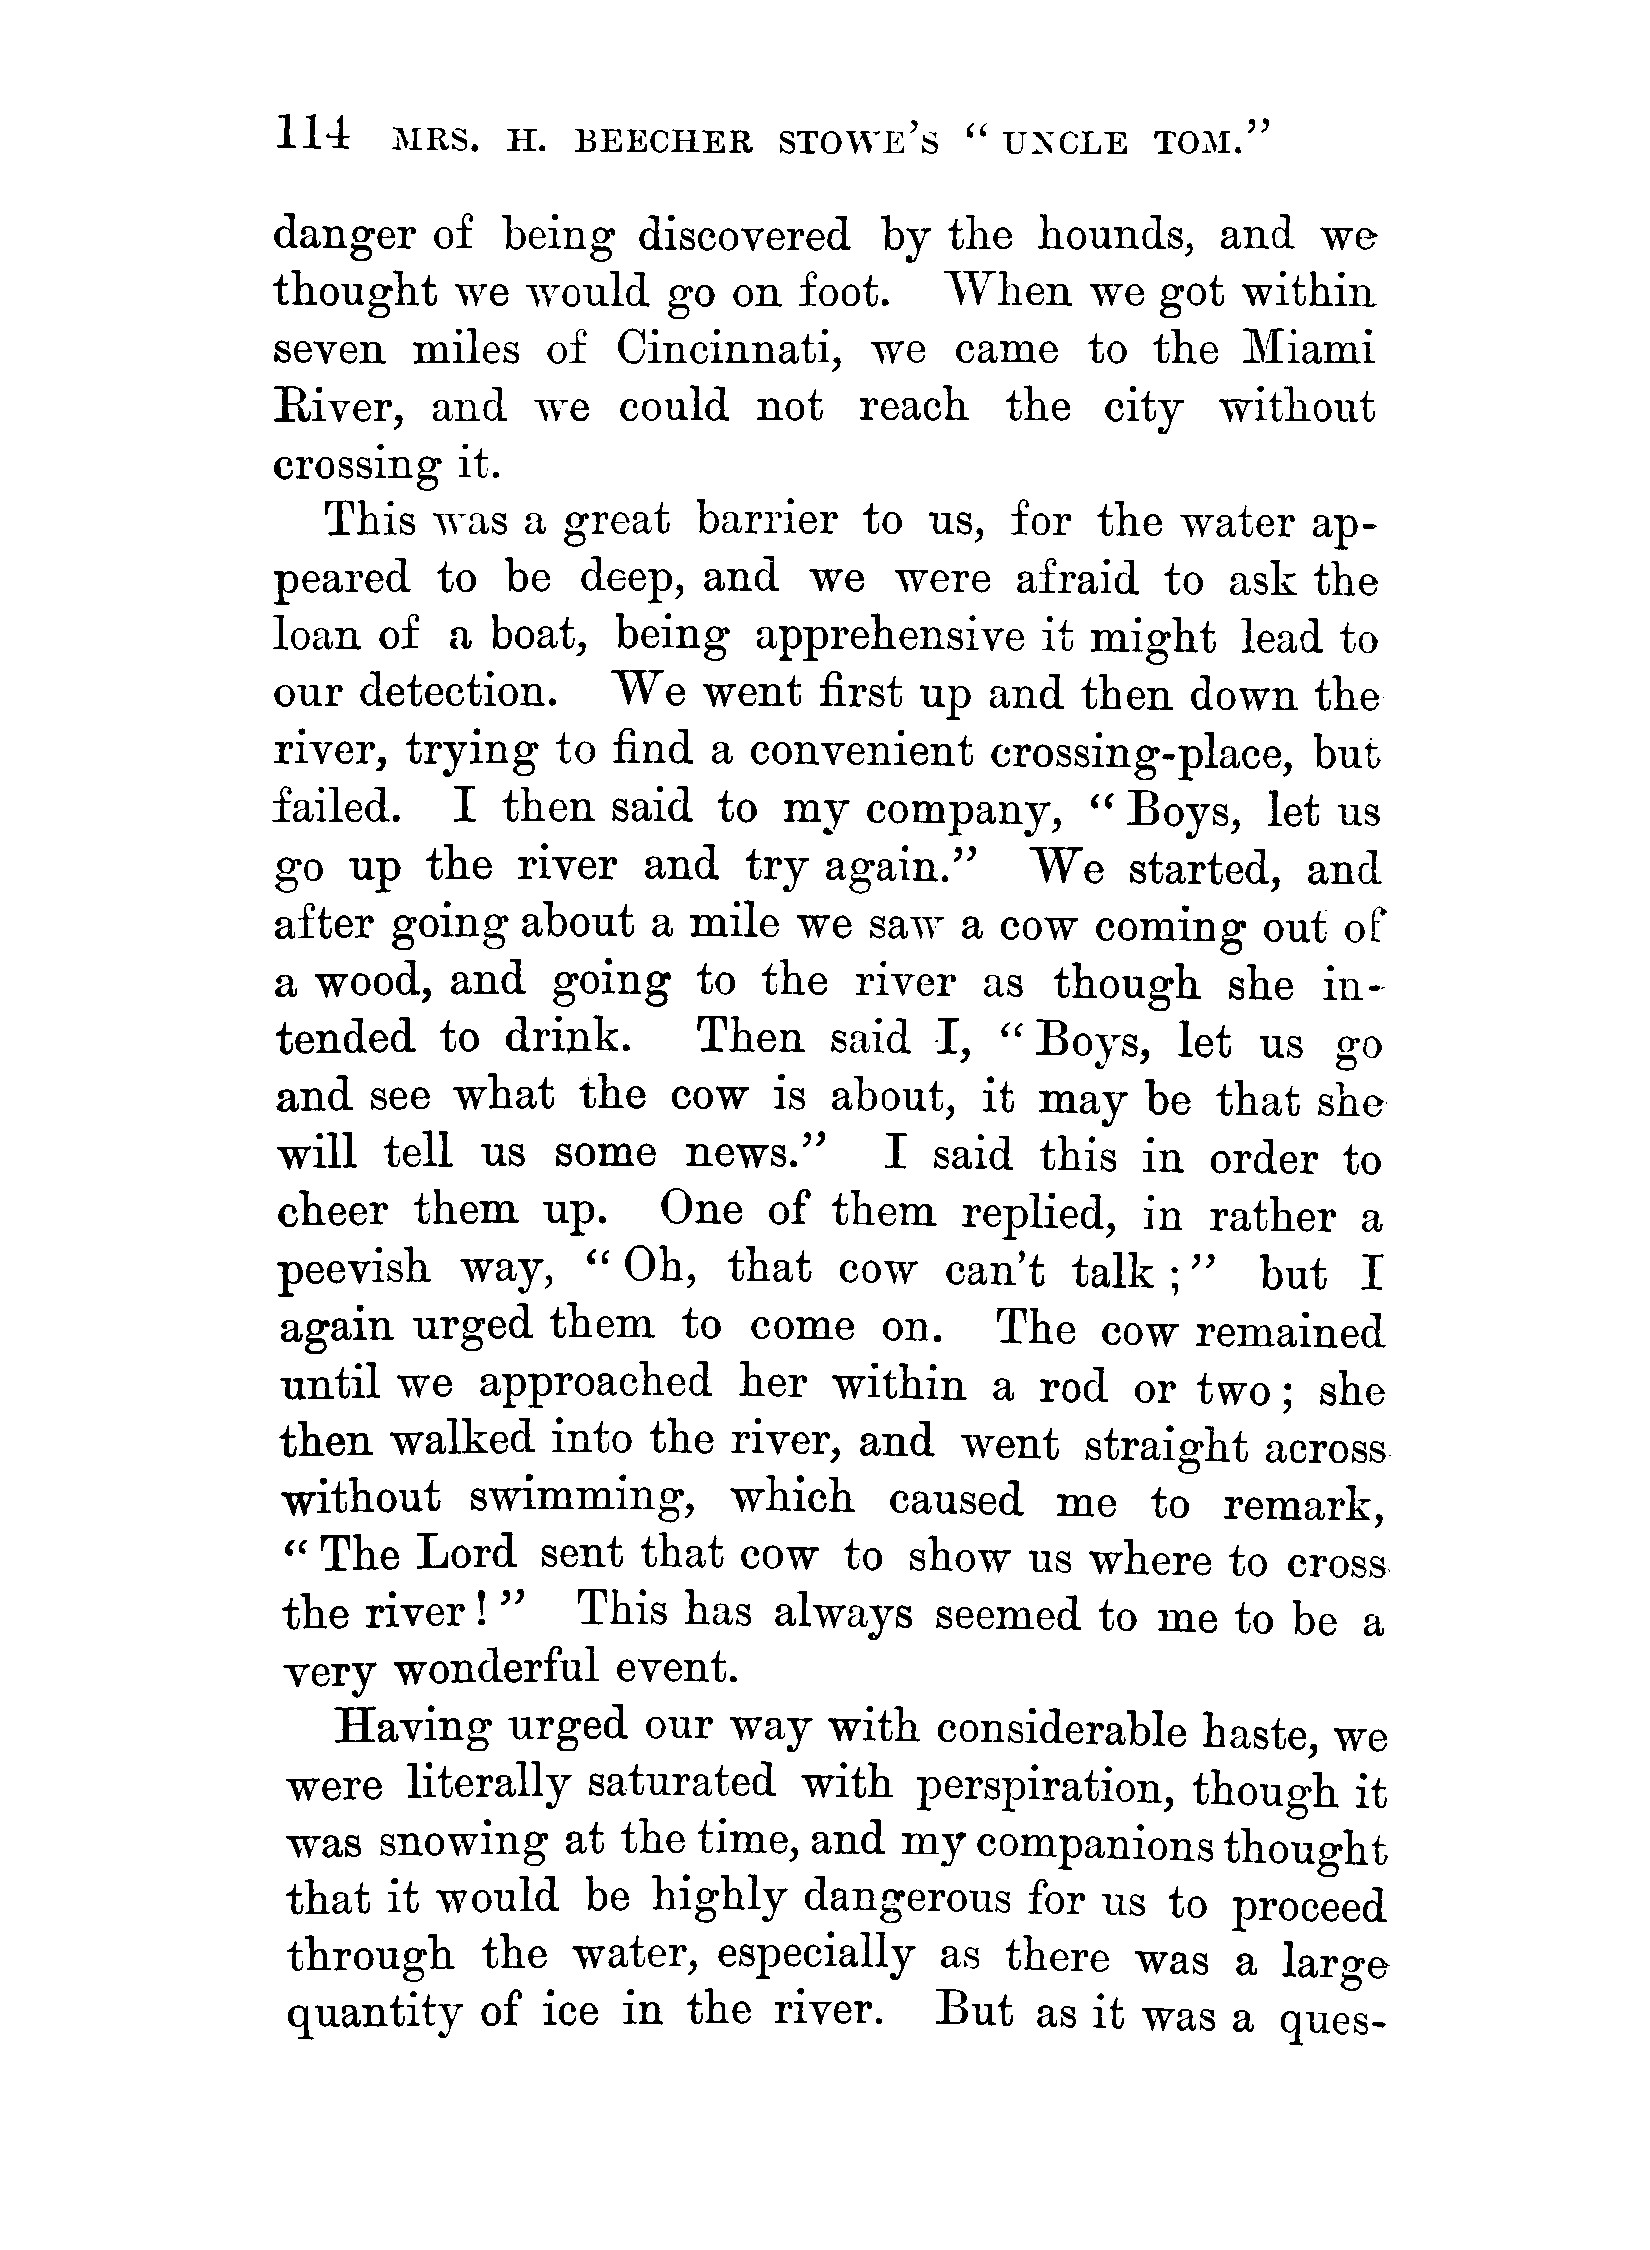 114 MRS. H. BEECHER STOWE'S “ UNCLE TOM.”
danger of being discovered by the hounds, and we
thought we would go on foot. When we got within
seven miles of Cincinnati, we came to the Miami
River, and we could not reach the city without
crossing it.
This was a great barrier to us, for the water ap-
peared to be deep, and we were afraid to ask the
loan of a boat, being apprehensive it might lead to
our detection. We went first up and then down the
river, trying to find a convenient crossing-place, but
failed. I then said to my company, “ Boys, let us
go up the river and try again.” We started, and
after going about a mile we saw a cow coming out of
a wood, and going to the river as though she in-
tended to drink. Then said I, “ Boys, let us go
and see what the cow is about, it may be that she
will tell us some news.” I said this in order to
cheer them up. One of them replied, in rather a
peevish way, “ Oh, that cow can't talk ;” but I
again urged them to come on. The cow remained
until we approached her within a rod or two; she
then walked into the river, and went straight across
without swimming, which caused me to remark,
“ The Lord sent that cow to show us where to cross
the river! ” This has always seemed to me to be a
very wonderful event.
Having urged our way with considerable haste, we
were literally saturated with perspiration, though it
was snowing at the time, and my companions thought
that it would be highly dangerous for us to proceed
through the water, especially as there was a large
quantity of ice in the river. But as it was a ques-